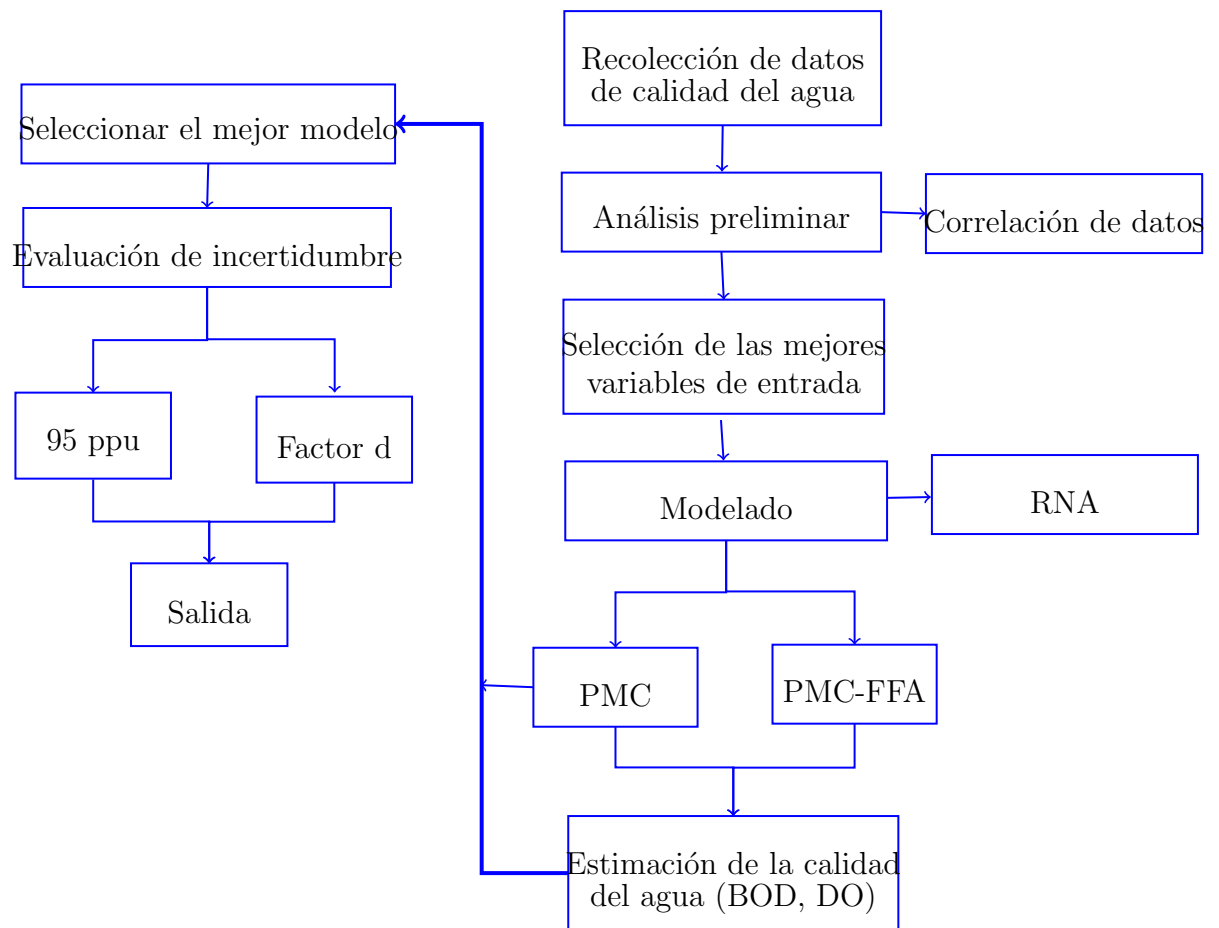 Recolección de datos
de calidad del agua
Análisis preliminar
Correlación de datos
Selección de las mejores
variables de entrada
Modelado
RNA
PMC
PMC-FFA
Estimación de la calidad
del agua (BOD, DO)
Seleccionar el mejor modelo
Evaluación de incertidumbre
95 ppu
Factor d
Salida